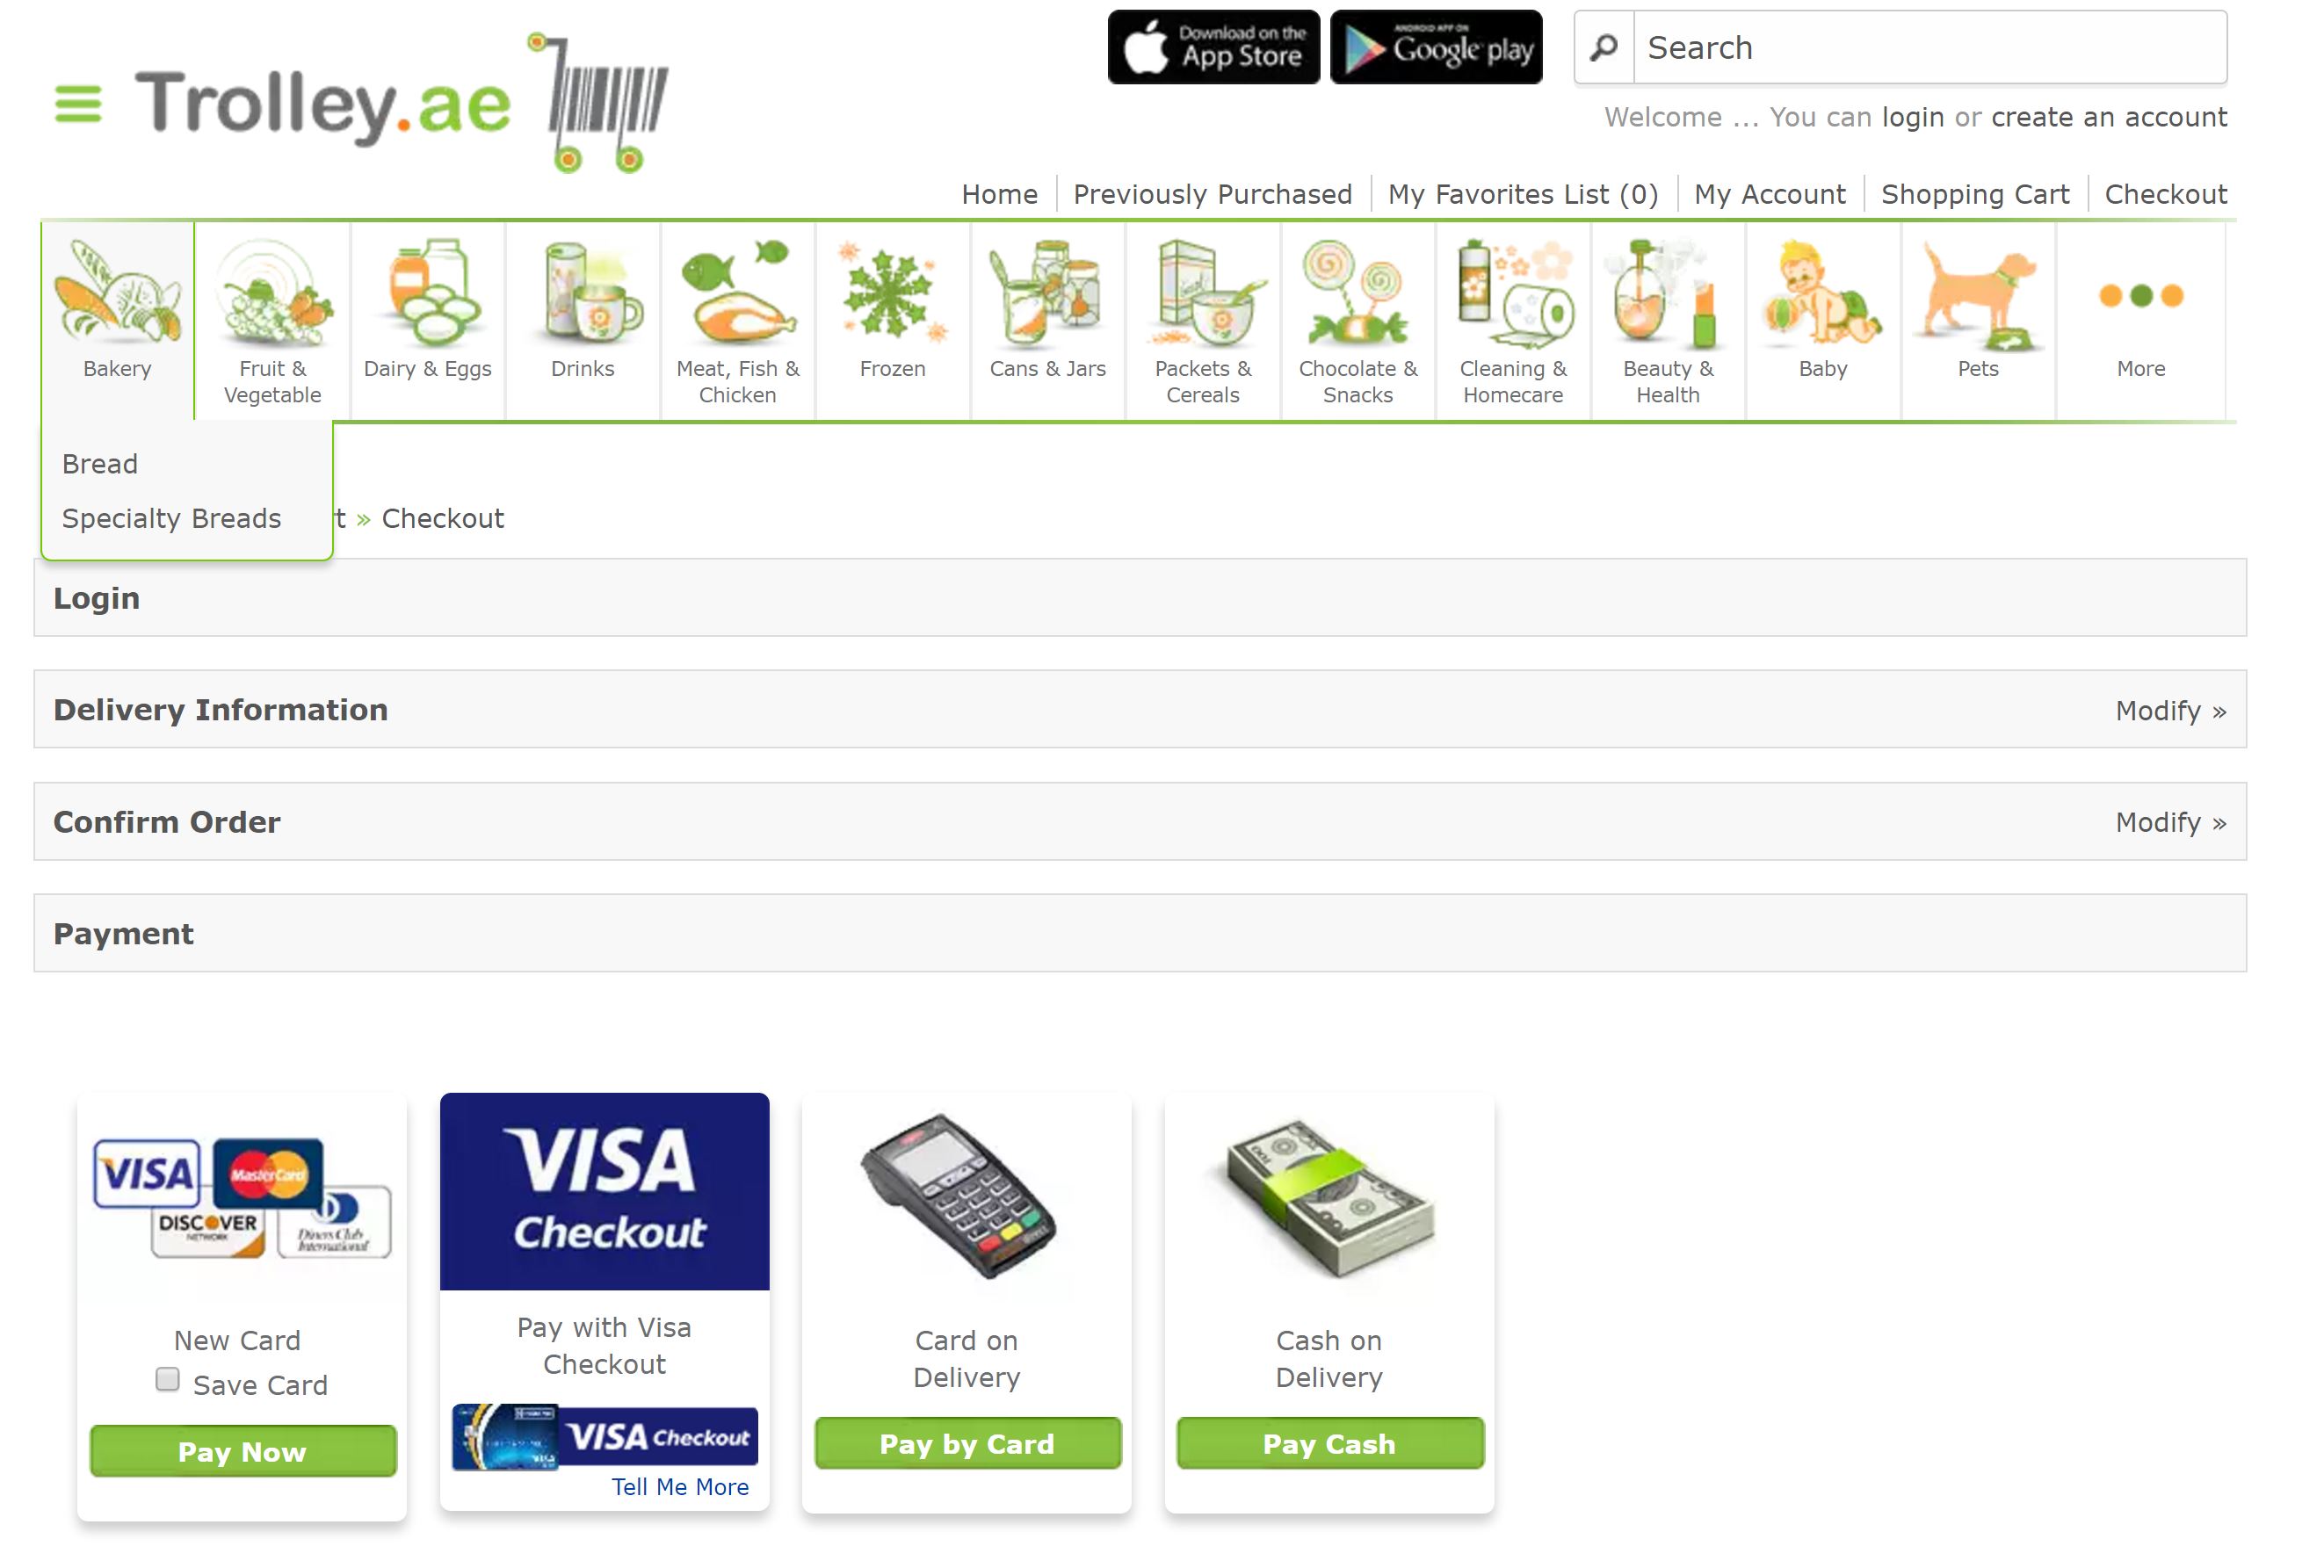 Trolley.ae
Download on the
App Store
ANDROID APP ON
Google play
Search
Welcome ... You can login or create an account
Home
Previously Purchased
My Favorites List (0)
My Account
Shopping Cart
Checkout
Bakery
Fruit &
Vegetable
Dairy & Eggs
Drinks
Meat, Fish &
Chicken
Frozen
Cans & Jars
Packets &
Cereals
Chocolate &
Snacks
Cleaning &
Homecare
Beauty &
Health
Baby
Pets
More
Bread
Specialty Breads
t » Checkout
Login
Delivery Information
Modify »
Confirm Order
Modify »
Payment
VISA
MasterCard
DISCOVER
NETWORK
Diners Club
International
New Card
Save Card
Pay Now
VISA
Checkout
Pay with Visa
Checkout
VISA Checkout
Tell Me More
Card on
Delivery
Pay by Card
100
Cash on
Delivery
Pay Cash